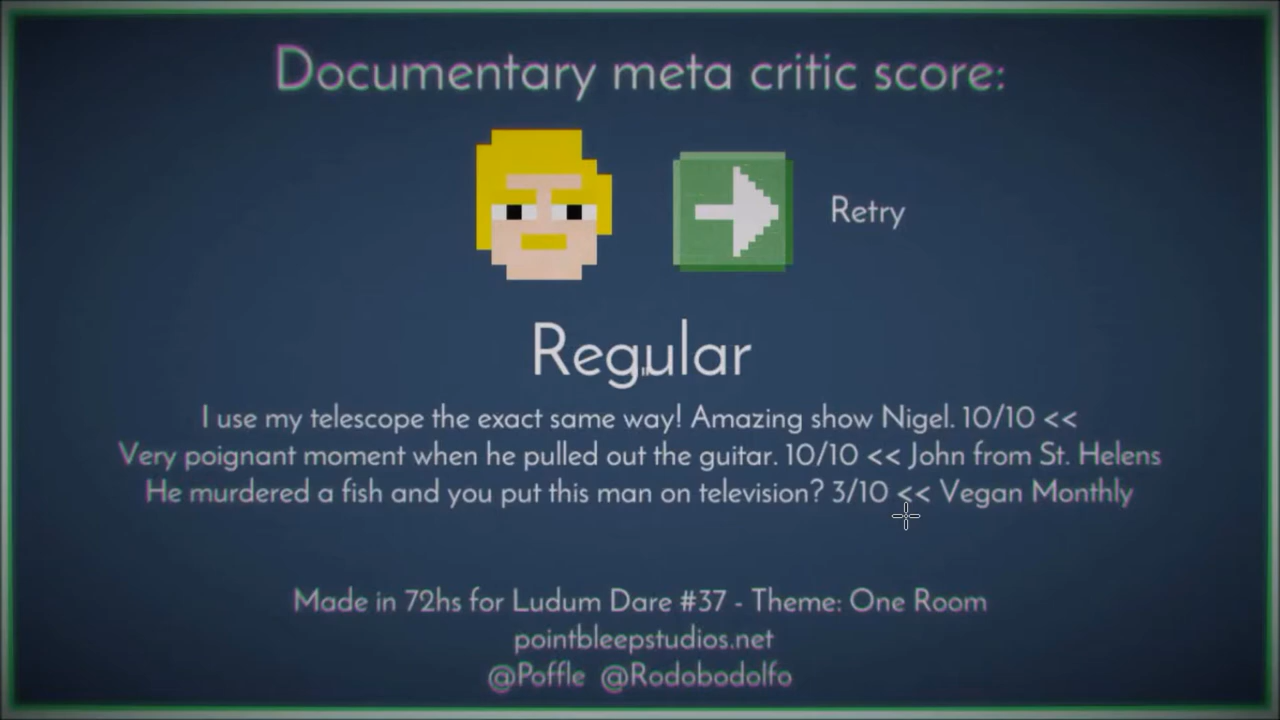 Documentary meta critic score:
Retry
Regular
I use my telescope the exact same way! Amazing show Nigel. 10/10 <<
Very poignant moment when he pulled out the guitar. 10/10 << John from St. Helens
He murdered a fish and you put this man on television? 3/10 << Vegan Monthly
Made in 72hs for Ludum Dare #37 - Theme: One Room
pointbleepstudios.net
@Poffle @Rodobodolfo